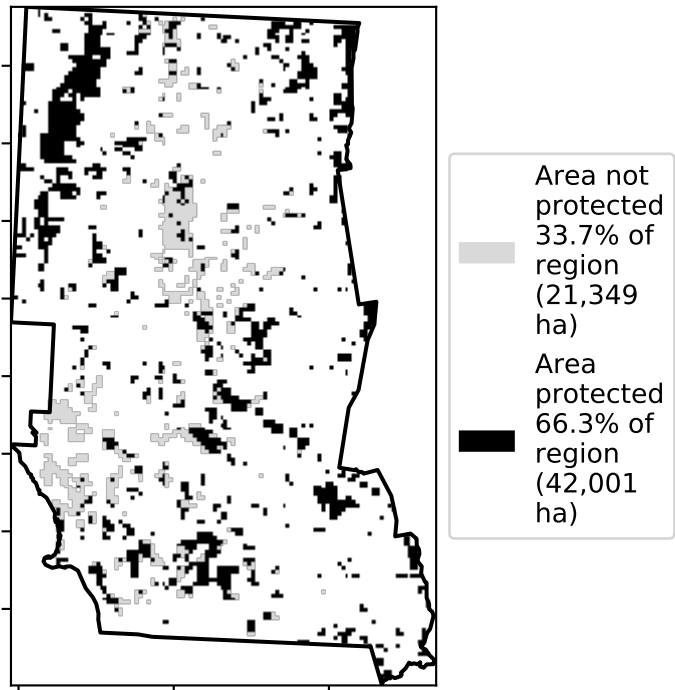 Area not
protected
33.7% of
region
(21,349
ha)
Area
protected
66.3% of
region
(42,001
ha)